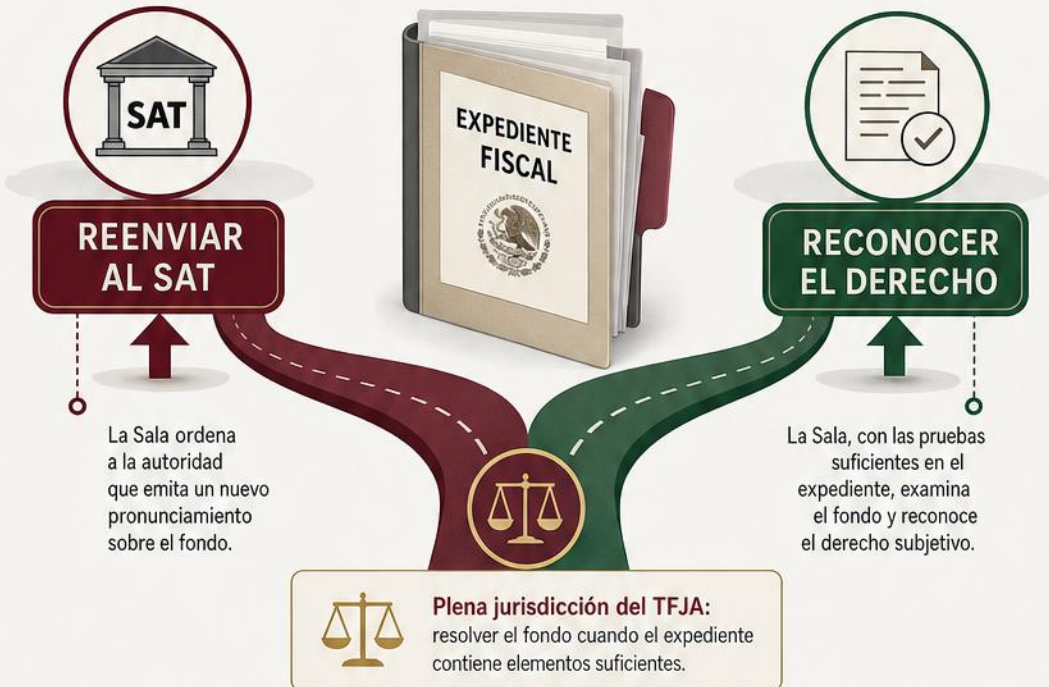 SAT
REENVIAR
AL SAT
La Sala ordena
a la autoridad
que emita un nuevo
pronunciamiento
sobre el fondo.
EXPEDIENTE
FISCAL
RECONOCER
EL DERECHO
La Sala, con las pruebas
suficientes en el
expediente, examina
el fondo y reconoce
el derecho subjetivo.
Plena jurisdicción del TFJA:
resolver el fondo cuando el expediente
contiene elementos suficientes.